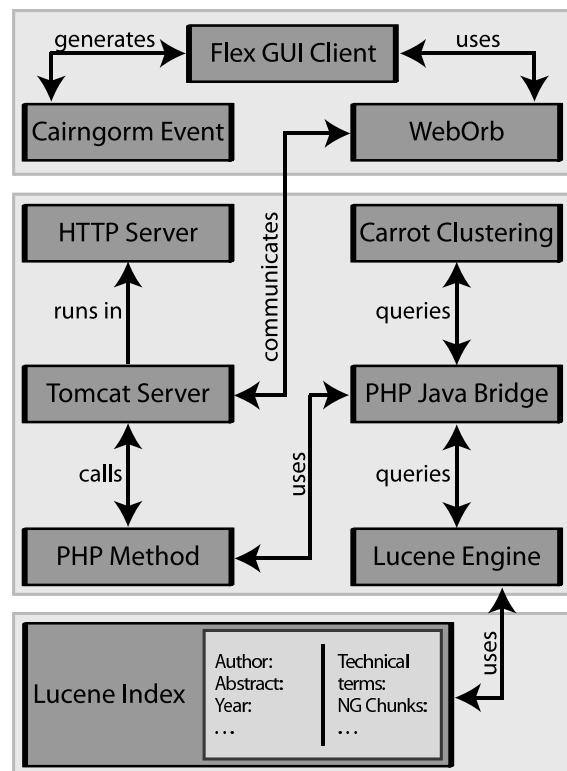 generates
Flex GUI Client
uses
Cairngorm Event
WebOrb
communicates
HTTP Server
Carrot Clustering
runs in
queries
Tomcat Server
PHP Java Bridge
calls
uses
queries
PHP Method
Lucene Engine
uses
Lucene Index
Author:
Abstract:
Year:
...
Technical
terms:
NG Chunks:
...